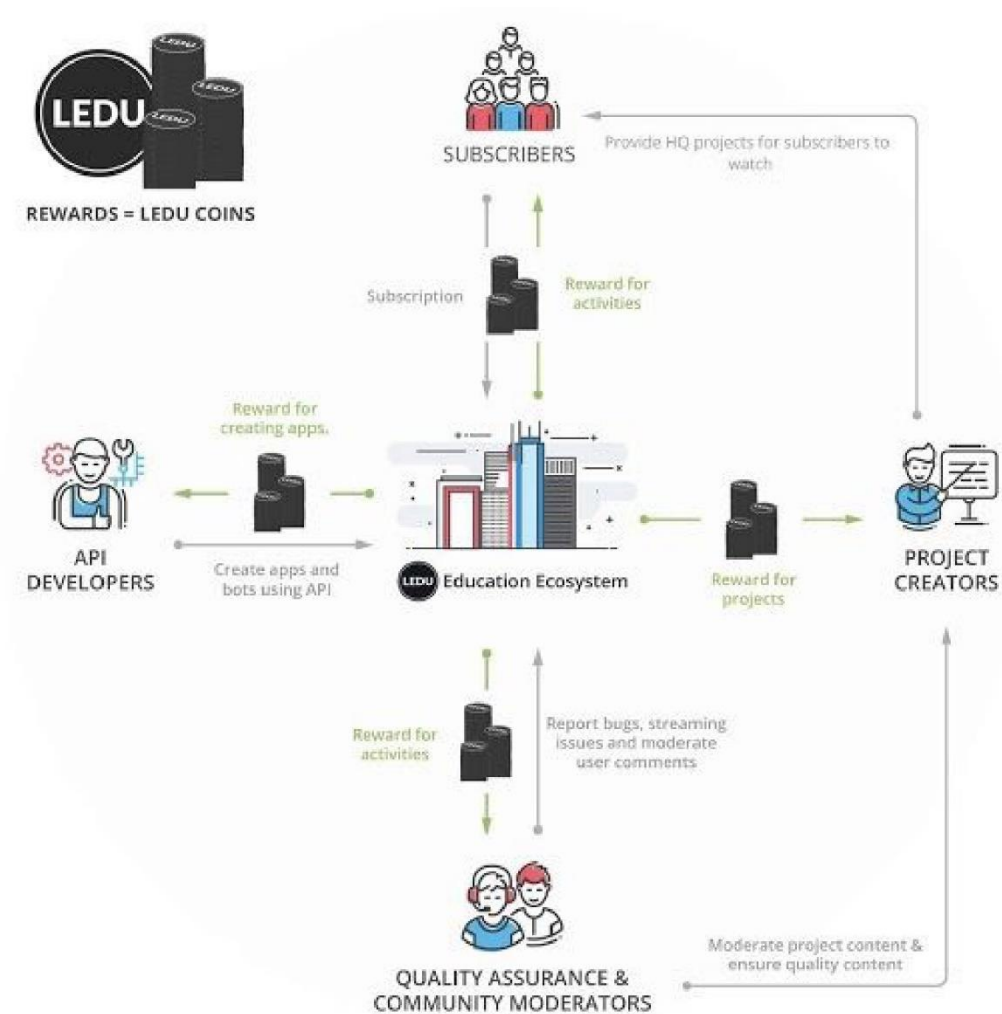 LEDU
LEDU
LEDU
LEDU
REWARDS = LEDU COINS
SUBSCRIBERS
Provide HQ projects for subscribers to
watch
Subscription
Reward for
activities
Reward for
creating apps.
API
DEVELOPERS
Create apps and
bots using API
LEDU Education Ecosystem
Reward for
projects
PROJECT
CREATORS
Reward for
activities
Report bugs, streaming
issues and moderate
user comments
QUALITY ASSURANCE &
COMMUNITY MODERATORS
Moderate project content &
ensure quality content